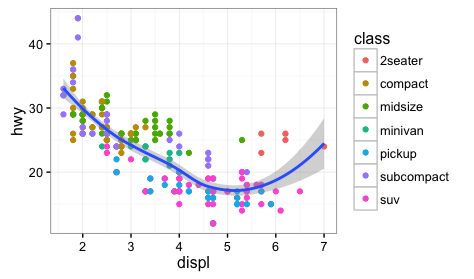 hwy
40
30
20
2
3
4
5
6
7
displ
class
2seater
compact
midsize
minivan
pickup
subcompact
suv